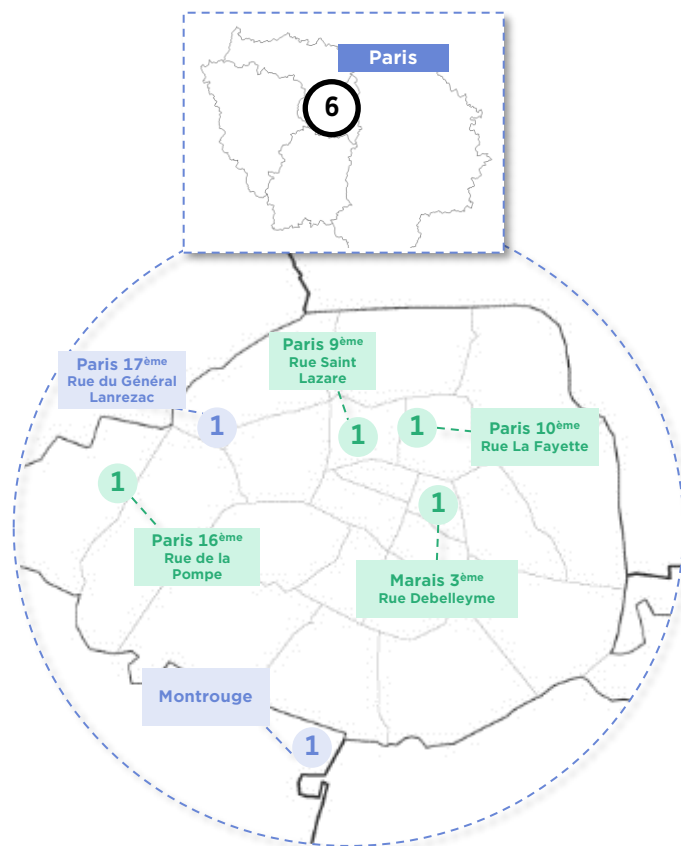 Paris
6
Paris 9ème
Rue Saint
Lazare
Paris 17ème
Rue du Général
Lanrezac
1
1
1
Paris 10ème
Rue La Fayette
1
1
Paris 16ème
Rue de la
Pompe
Marais 3ème
Rue Debelleyme
Montrouge
1